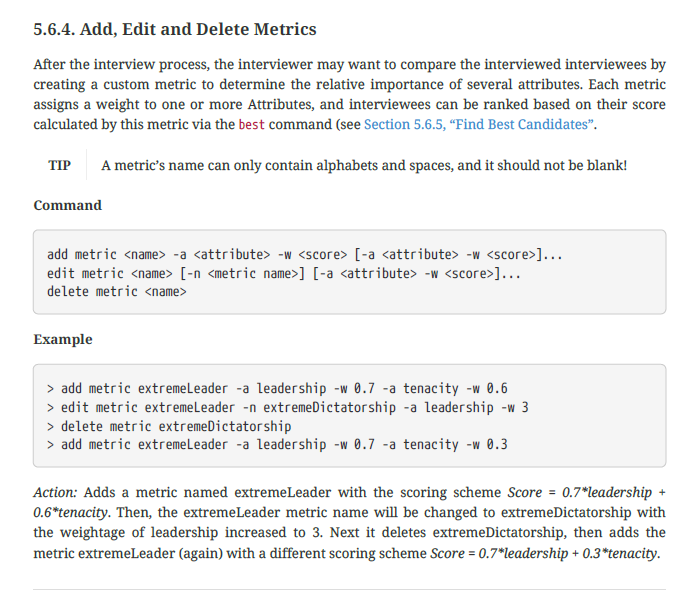 5.6.4. Add, Edit and Delete Metrics
After the interview process, the interviewer may want to compare the interviewed interviewees by
creating a custom metric to determine the relative importance of several attributes. Each metric
assigns a weight to one or more Attributes, and interviewees can be ranked based on their score
calculated by this metric via the best command (see Section 5.6.5, “Find Best Candidates”.
TIP A metric’s name can only contain alphabets and spaces, and it should not be blank!
Command
add metric <name> -a <attribute> -w <score> [-a <attribute> -w <score>]...
edit metric <name> [-n <metric name>] [-a <attribute> -w <score>]...
delete metric <name>
Example
> add metric extremeLeader -a leadership -w 0.7 -a tenacity -w 0.6
> edit metric extremeLeader -n extremeDictatorship -a leadership -w 3
> delete metric extremeDictatorship
> add metric extremeLeader -a leadership -w 0.7 -a tenacity -w 0.3
Action: Adds a metric named extremeLeader with the scoring scheme Score = 0.7*leadership +
0.6*tenacity. Then, the extremeLeader metric name will be changed to extremeDictatorship with
the weightage of leadership increased to 3. Next it deletes extremeDictatorship, then adds the
metric extremeLeader (again) with a different scoring scheme Score = 0.7*leadership + 0.3*tenacity.